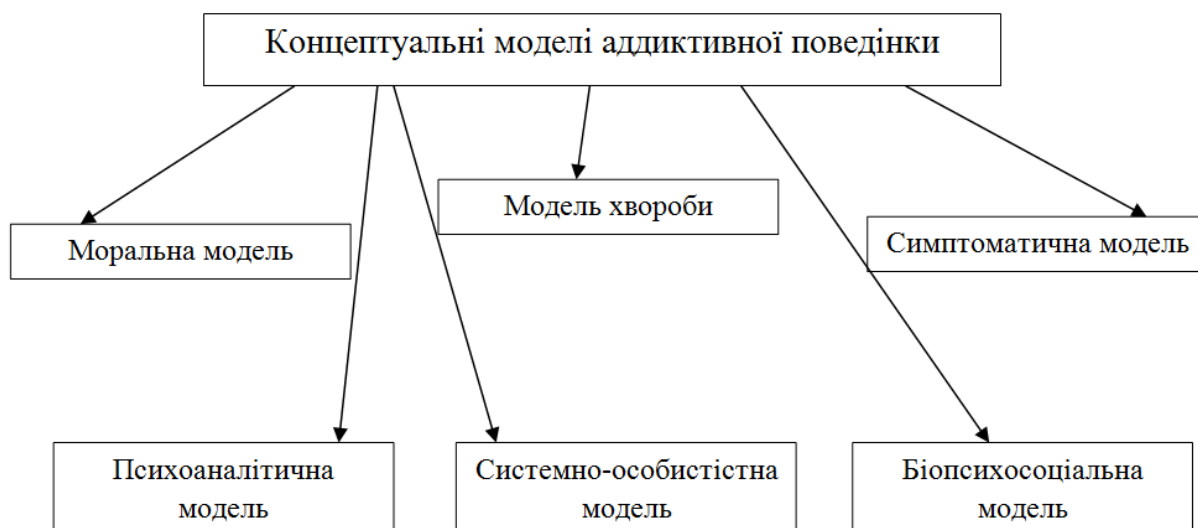 Концептуальні моделі аддиктивної поведінки
Модель хвороби
Моральна модель
Симптоматична модель
Психоаналітична
модель
Системно-особистістна
модель
Біопсихосоціальна
модель